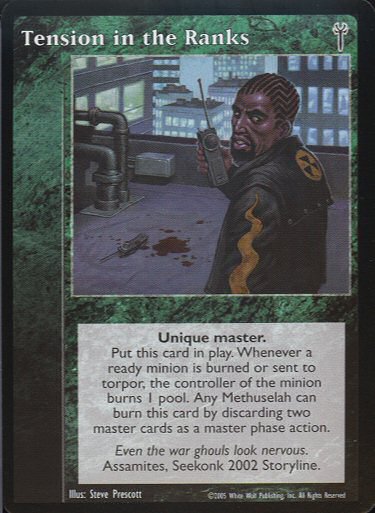 Tension in the Ranks
Unique master.
Put this card in play. Whenever a
ready minion is burned or sent to
torpor, the controller of the minion
burns 1 pool. Any Methuselah can
burn this card by discarding two
master cards as a master phase action.
Even the war ghouls look nervous.
Assamites, Seekonk 2002 Storyline.
Illus: Steve Prescott
©2005 White Wolf Publishing, Inc. All Rights Reserved